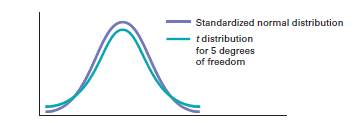 Standardized normal distribution
t distribution
for 5 degrees
of freedom